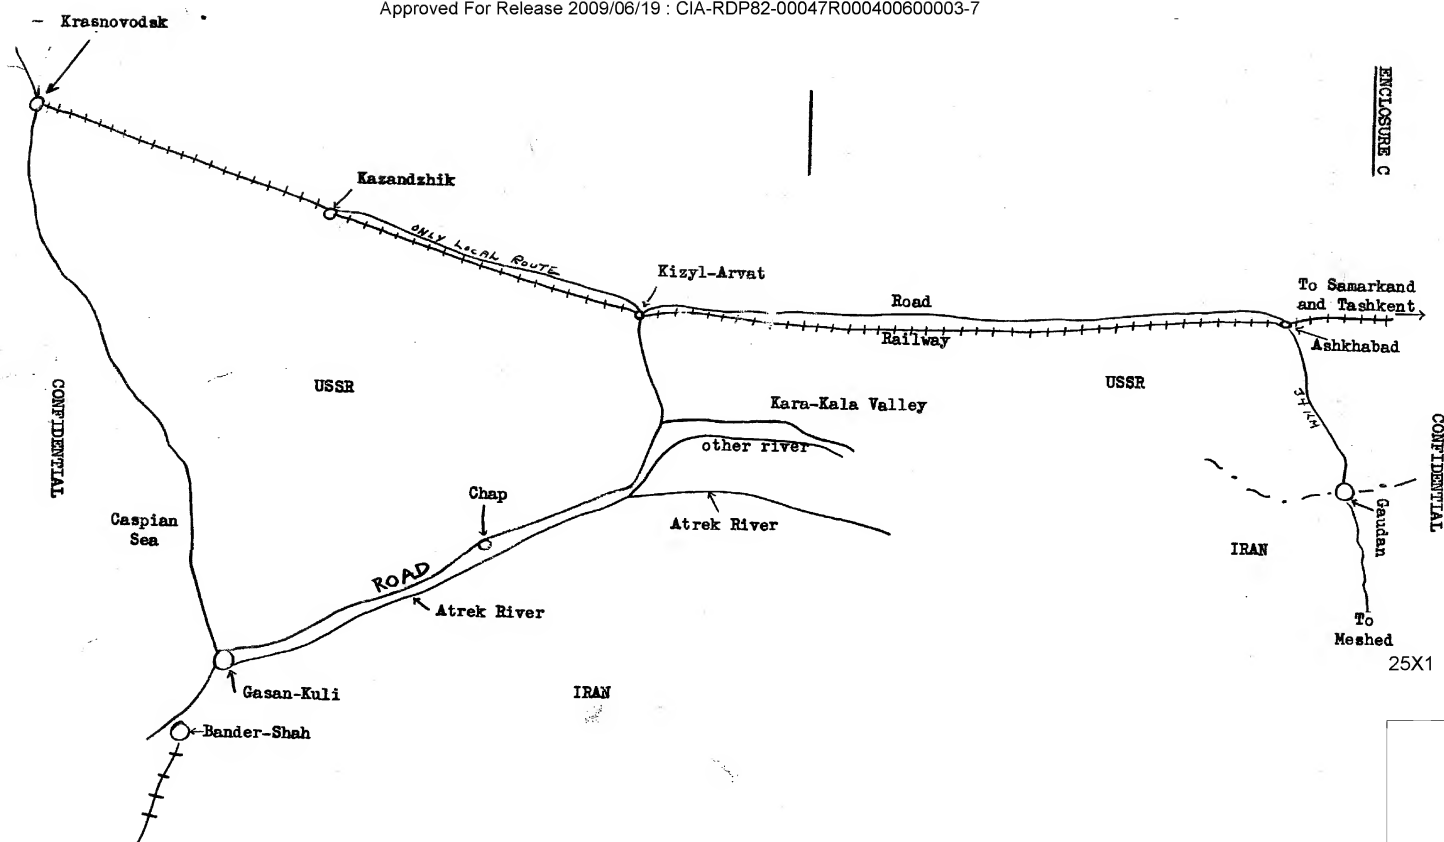 Approved For Release 2009/06/19 : CIA-RDP82-00047R000400600003-7
Krasnovodsk
ENCLOSURE C
Kazandzhik
ONLY LOCAL ROUTE
Kizyl-Arvat
To Samarkand
and Tashkent
Road
Railway
Ashkhabad
USSR
USSR
34 KM
CONFIDENTIAL
Kara-Kala Valley
other river
CONFIDENTIAL
Chap
Caspian
Sea
Atrek River
Gaudan
IRAN
ROAD
Atrek River
To
Meshed
25X1
Gasan-Kuli
IRAN
Bander-Shah